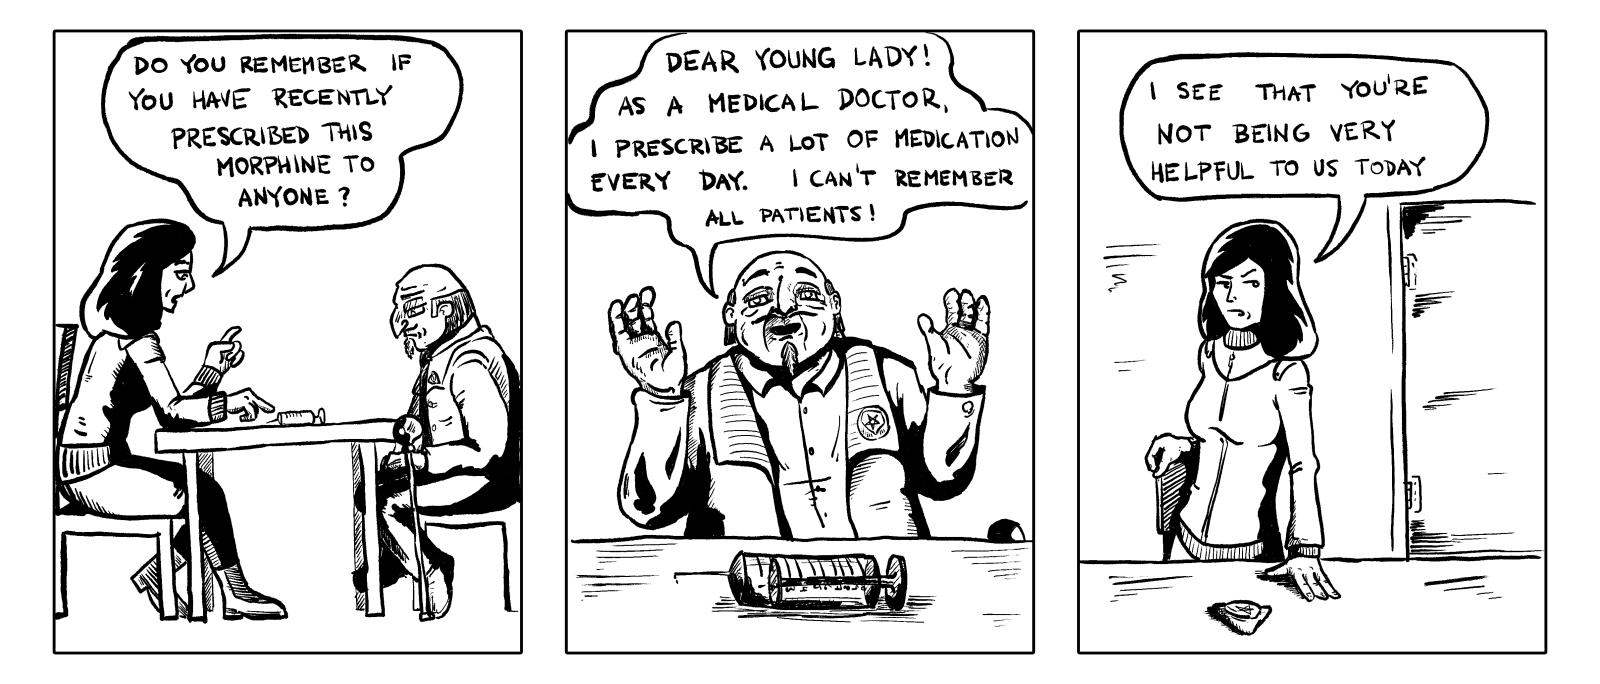 DO YOU REMEMBER IF
YOU HAVE RECENTLY
PRESCRIBED THIS
MORPHINE TO
ANYONE?
DEAR YOUNG LADY!
AS A MEDICAL DOCTOR,
I PRESCRIBE A LOT OF MEDICATION
EVERY DAY. I CAN'T REMEMBER
ALL PATIENTS!
I SEE THAT YOU'RE
NOT BEING VERY
HELPFUL TO US TODAY